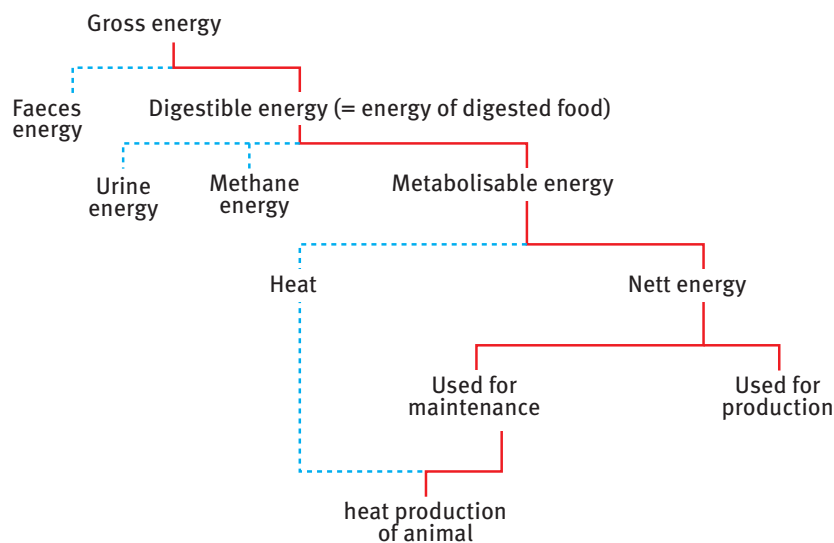 Gross energy
Faeces
energy
Digestible energy (= energy of digested food)
Urine
energy
Methane
energy
Metabolisable energy
Heat
Nett energy
Used for
maintenance
Used for
production
heat production
of animal